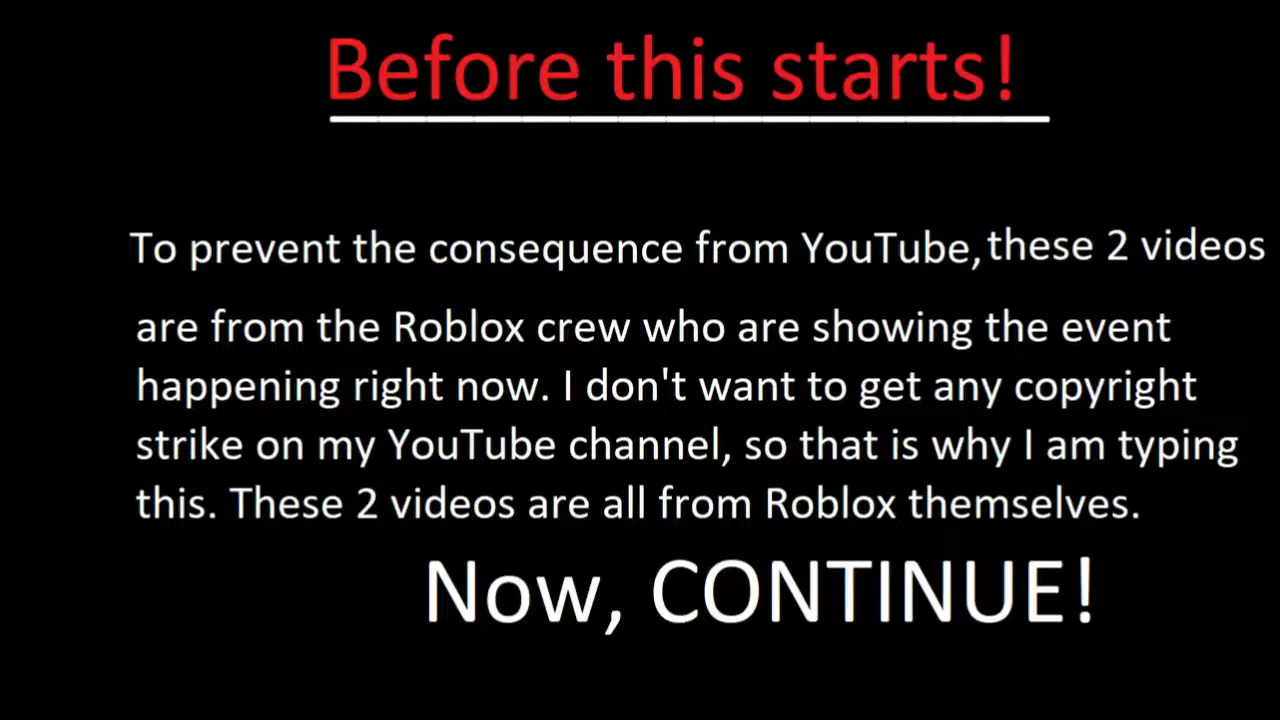 Before this starts!
To prevent the consequence from YouTube, these 2 videos
are from the Roblox crew who are showing the event
happening right now. I don't want to get any copyright
strike on my YouTube channel, so that is why I am typing
this. These 2 videos are all from Roblox themselves.
Now, CONTINUE!